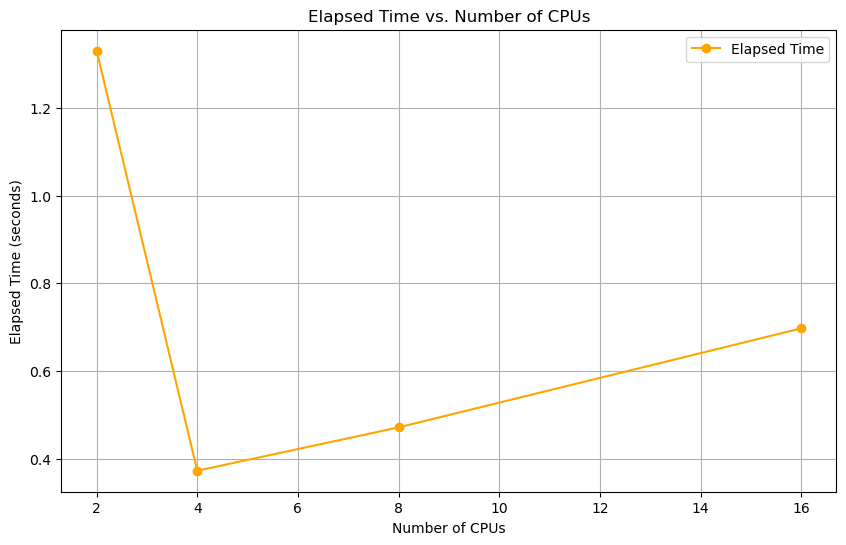 Elapsed Time vs. Number of CPUs
Elapsed Time
Elapsed Time (seconds)
1.2
1.0
0.8
0.6
0.4
2 4 6 8 10 12 14 16
Number of CPUs